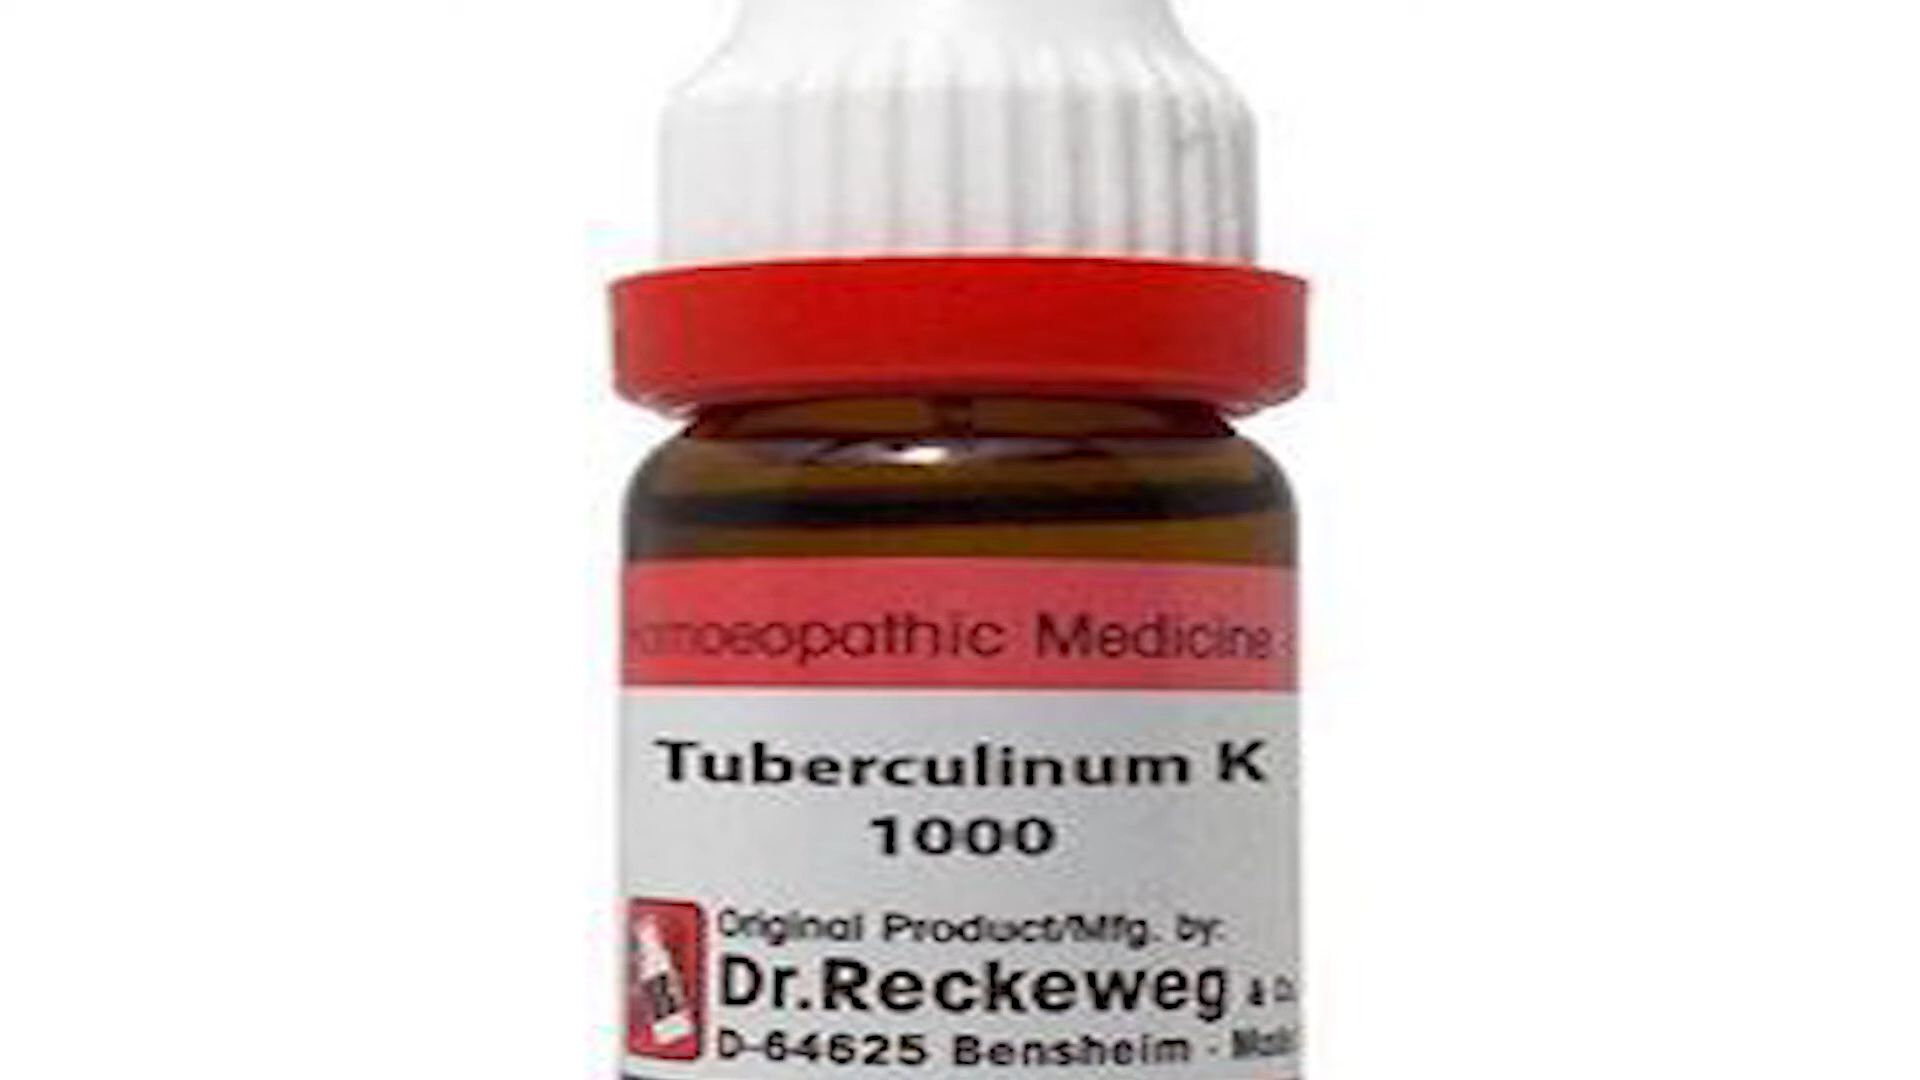 Medicine
Tuberculinum K
1000
Original Product/Mfg. by:
Dr.Reckeweg &
D-64625 Bensheim -